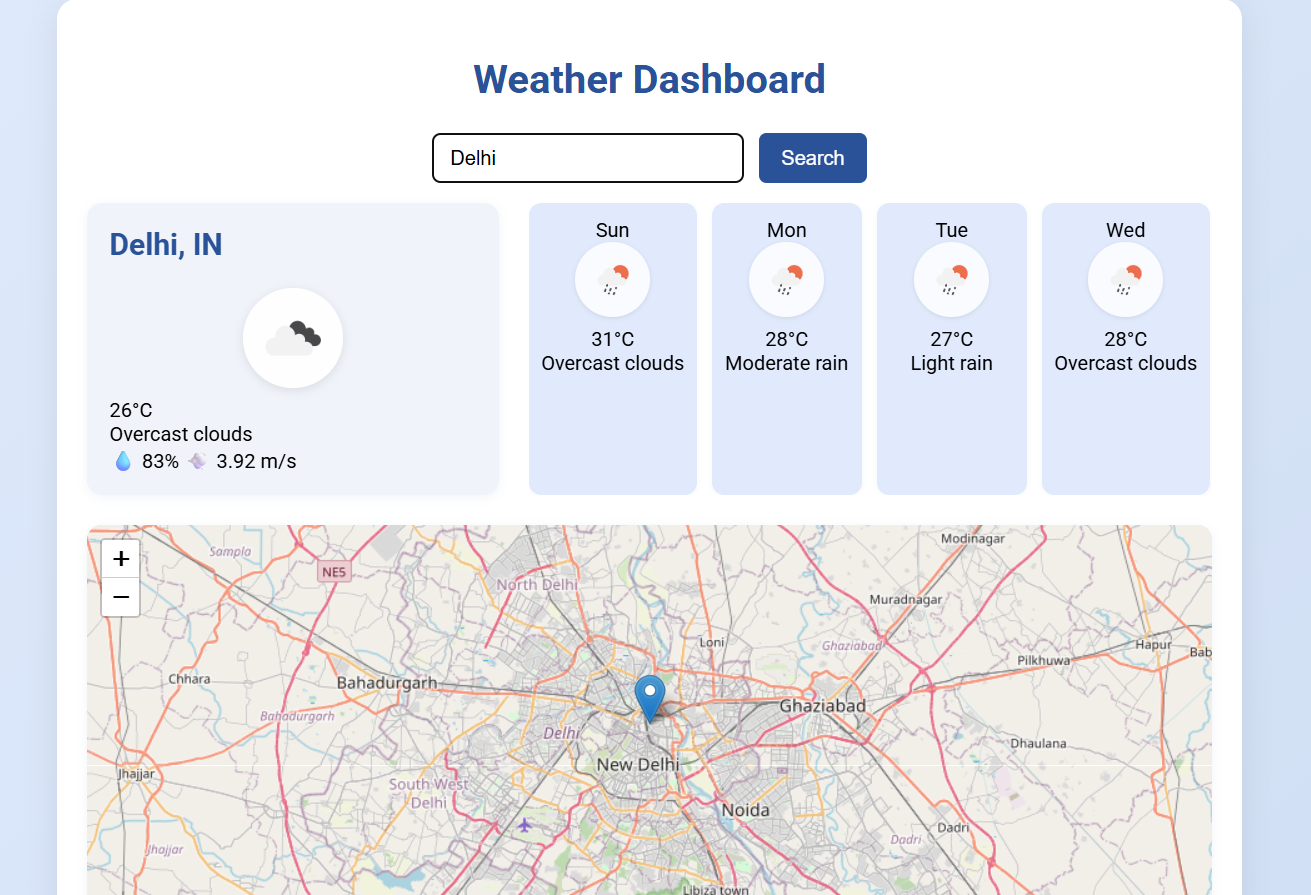 Weather Dashboard
Delhi
Search
Delhi, IN
26°C
Overcast clouds
83% 3.92 m/s
Sun
31°C
Overcast clouds
Mon
28°C
Moderate rain
Tue
27°C
Light rain
Wed
28°C
Overcast clouds
+
−
Sampla
NE5
North Delhi
Modinagar
Muradnagar
Loni
Ghaziabad
Hapur
Bab
Pilkhuwa
Chhara
Bahadurgarh
Bahadurgarh
Ghaziabad
Delhi
Dhaulana
New Delhi
Jhajjar
South West
Delhi
Noida
Dadri
Dadri
Jhajjar
Libiza town